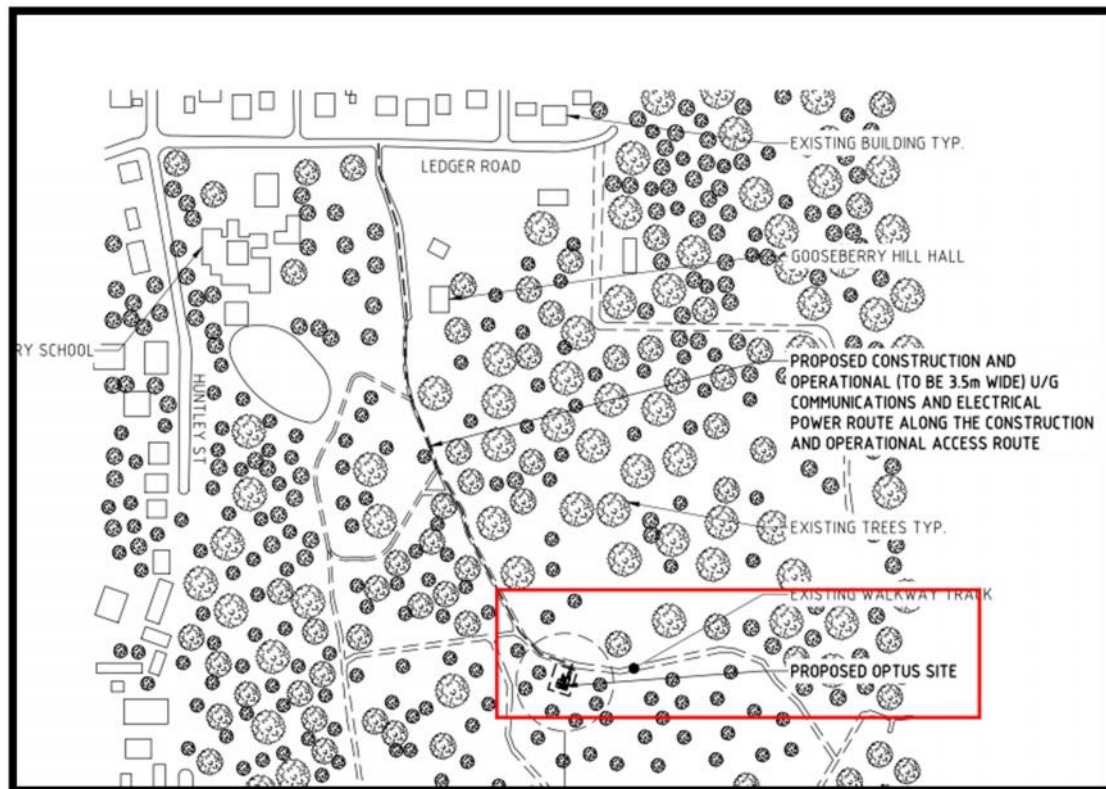 LEDGER ROAD
EXISTING BUILDING TYP.
GOOSEBERRY HILL HALL
RY SCHOOL
HUNTLEY ST
PROPOSED CONSTRUCTION AND
OPERATIONAL (TO BE 3.5m WIDE) U/G
COMMUNICATIONS AND ELECTRICAL
POWER ROUTE ALONG THE CONSTRUCTION
AND OPERATIONAL ACCESS ROUTE
EXISTING TREES TYP.
EXISTING WALKWAY TRACK
PROPOSED OPTUS SITE